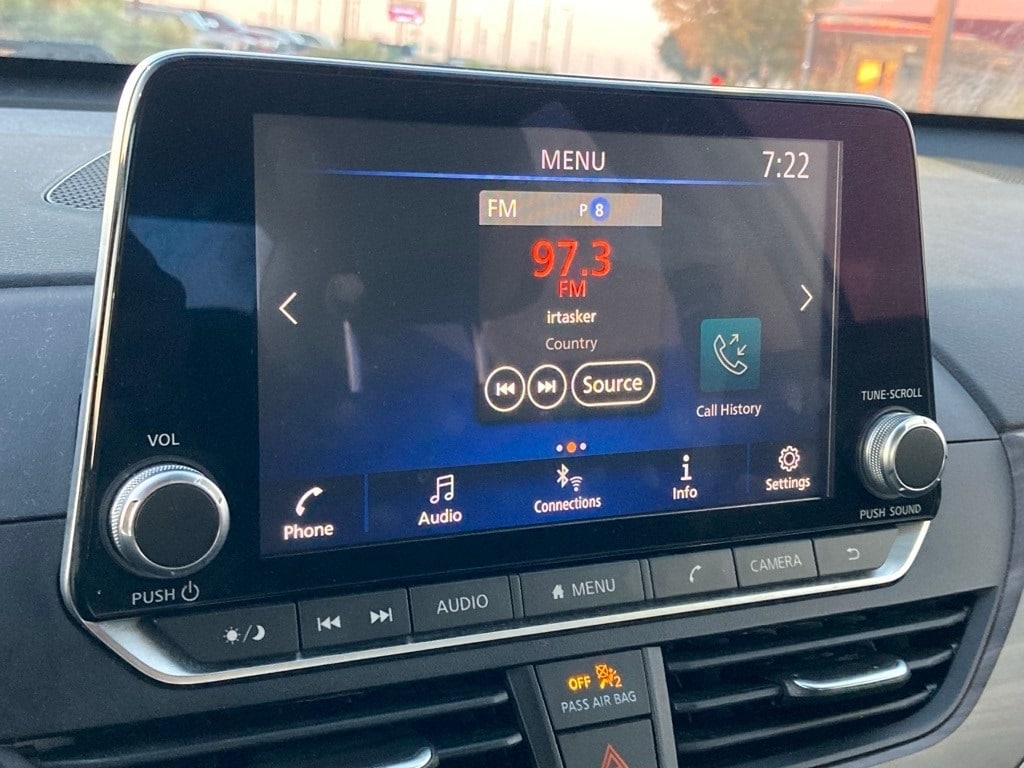 MENU
7:22
FM P 8
97.3
FM
irtasker
Country
Source
Call History
Phone
Audio
Connections
Info
Settings
VOL
PUSH
TUNE·SCROLL
PUSH SOUND
AUDIO
MENU
CAMERA
OFF 2
PASS AIR BAG